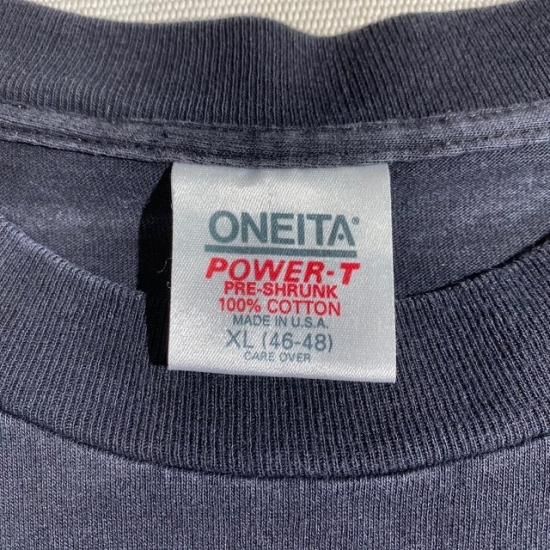 ONEITA®
POWER-T
PRE-SHRUNK
100% COTTON
MADE IN U.S.A.
XL (46-48)
CARE OVER